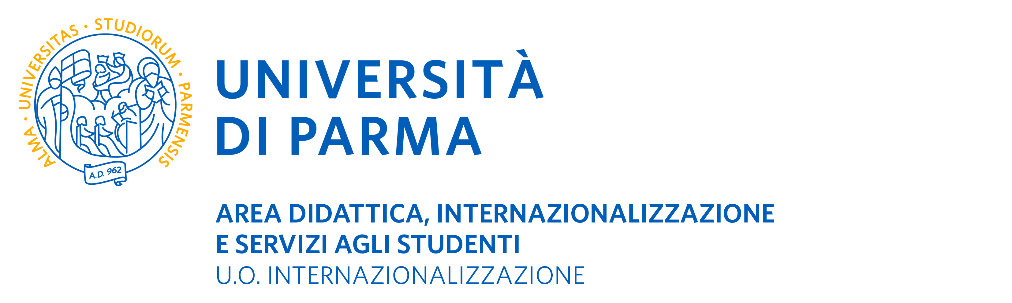 ALMA · UNIVERSITAS · STUDIORUM · PARMENSIS
A.D. 962
UNIVERSITÀ
DI PARMA
AREA DIDATTICA, INTERNAZIONALIZZAZIONE
E SERVIZI AGLI STUDENTI
U.O. INTERNAZIONALIZZAZIONE